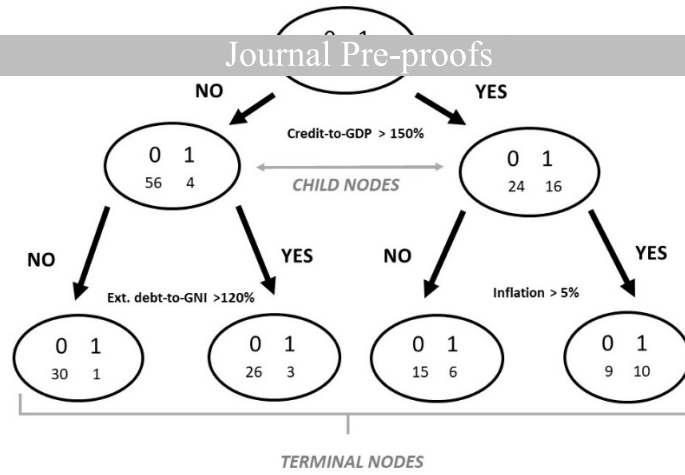 Journal Pre-proofs
NO
YES
Credit-to-GDP > 150%
0 1
56 4
CHILD NODES
0 1
24 16
NO
YES
NO
YES
Ext. debt-to-GNI >120%
Inflation > 5%
0 1
30 1
0 1
26 3
0 1
15 6
0 1
9 10
TERMINAL NODES